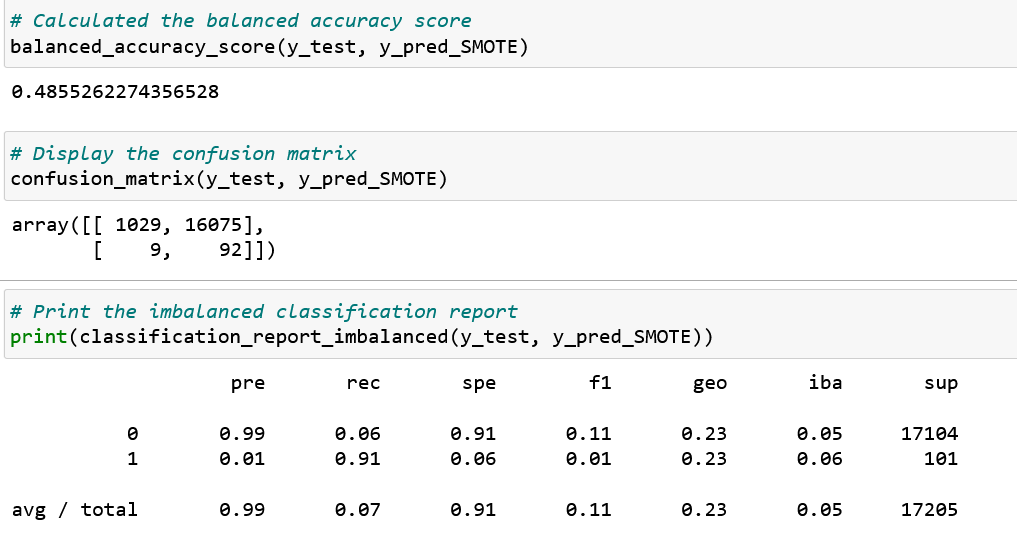 # Calculated the balanced accuracy score
balanced_accuracy_score(y_test, y_pred_SMOTE)
0.4855262274356528
# Display the confusion matrix
confusion_matrix(y_test, y_pred_SMOTE)
array([[ 1029, 16075],
[    9,    92]])
# Print the imbalanced classification report
print(classification_report_imbalanced(y_test, y_pred_SMOTE))
pre rec spe f1 geo iba sup
0 0.99 0.06 0.91 0.11 0.23 0.05 17104
1 0.01 0.91 0.06 0.01 0.23 0.06 101
avg / total 0.99 0.07 0.91 0.11 0.23 0.05 17205